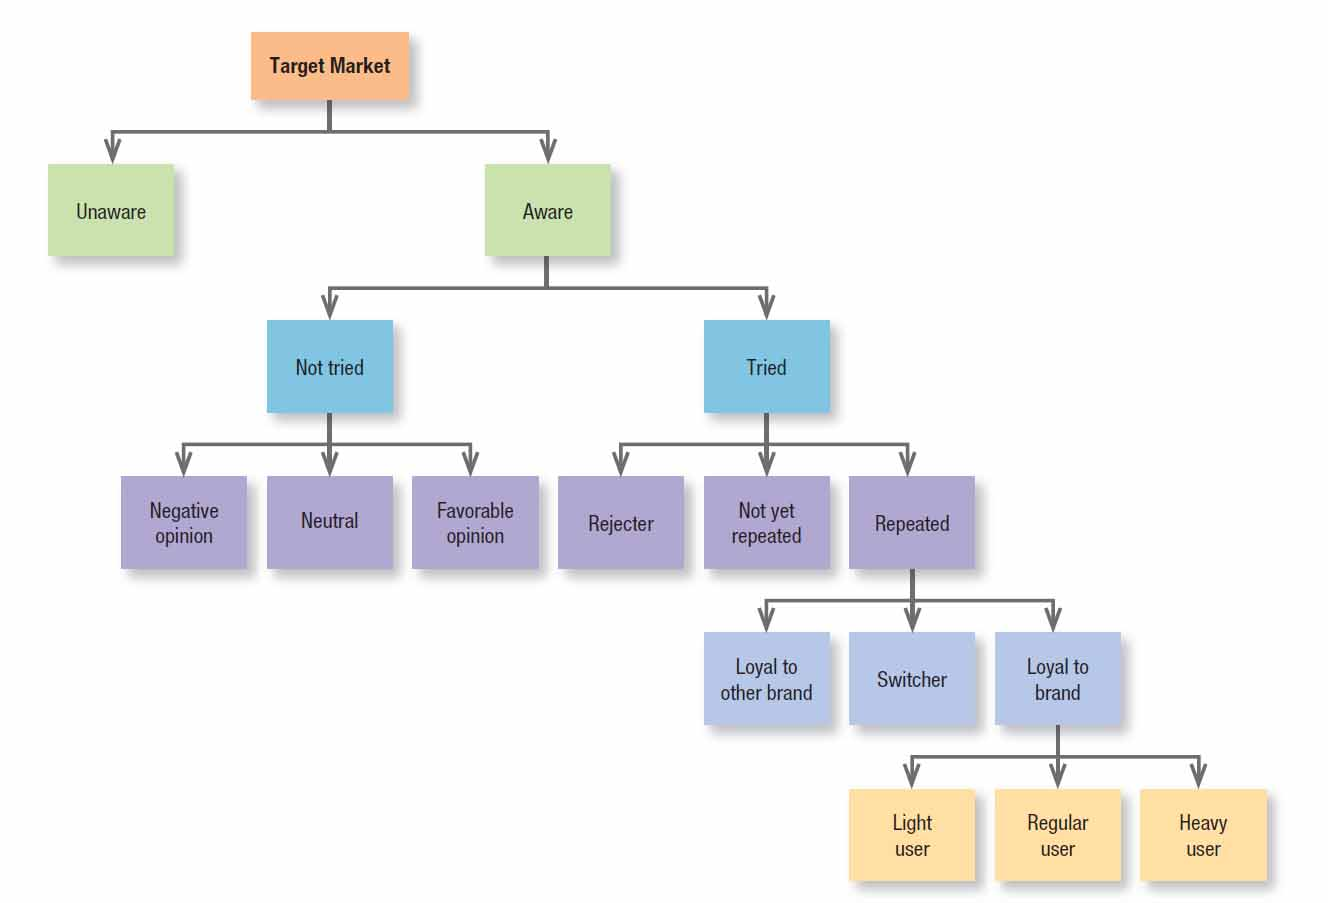 Target Market
Unaware
Aware
Not tried
Tried
Negative
opinion
Neutral
Favorable
opinion
Rejecter
Not yet
repeated
Repeated
Loyal to
other brand
Switcher
Loyal to
brand
Light
user
Regular
user
Heavy
user